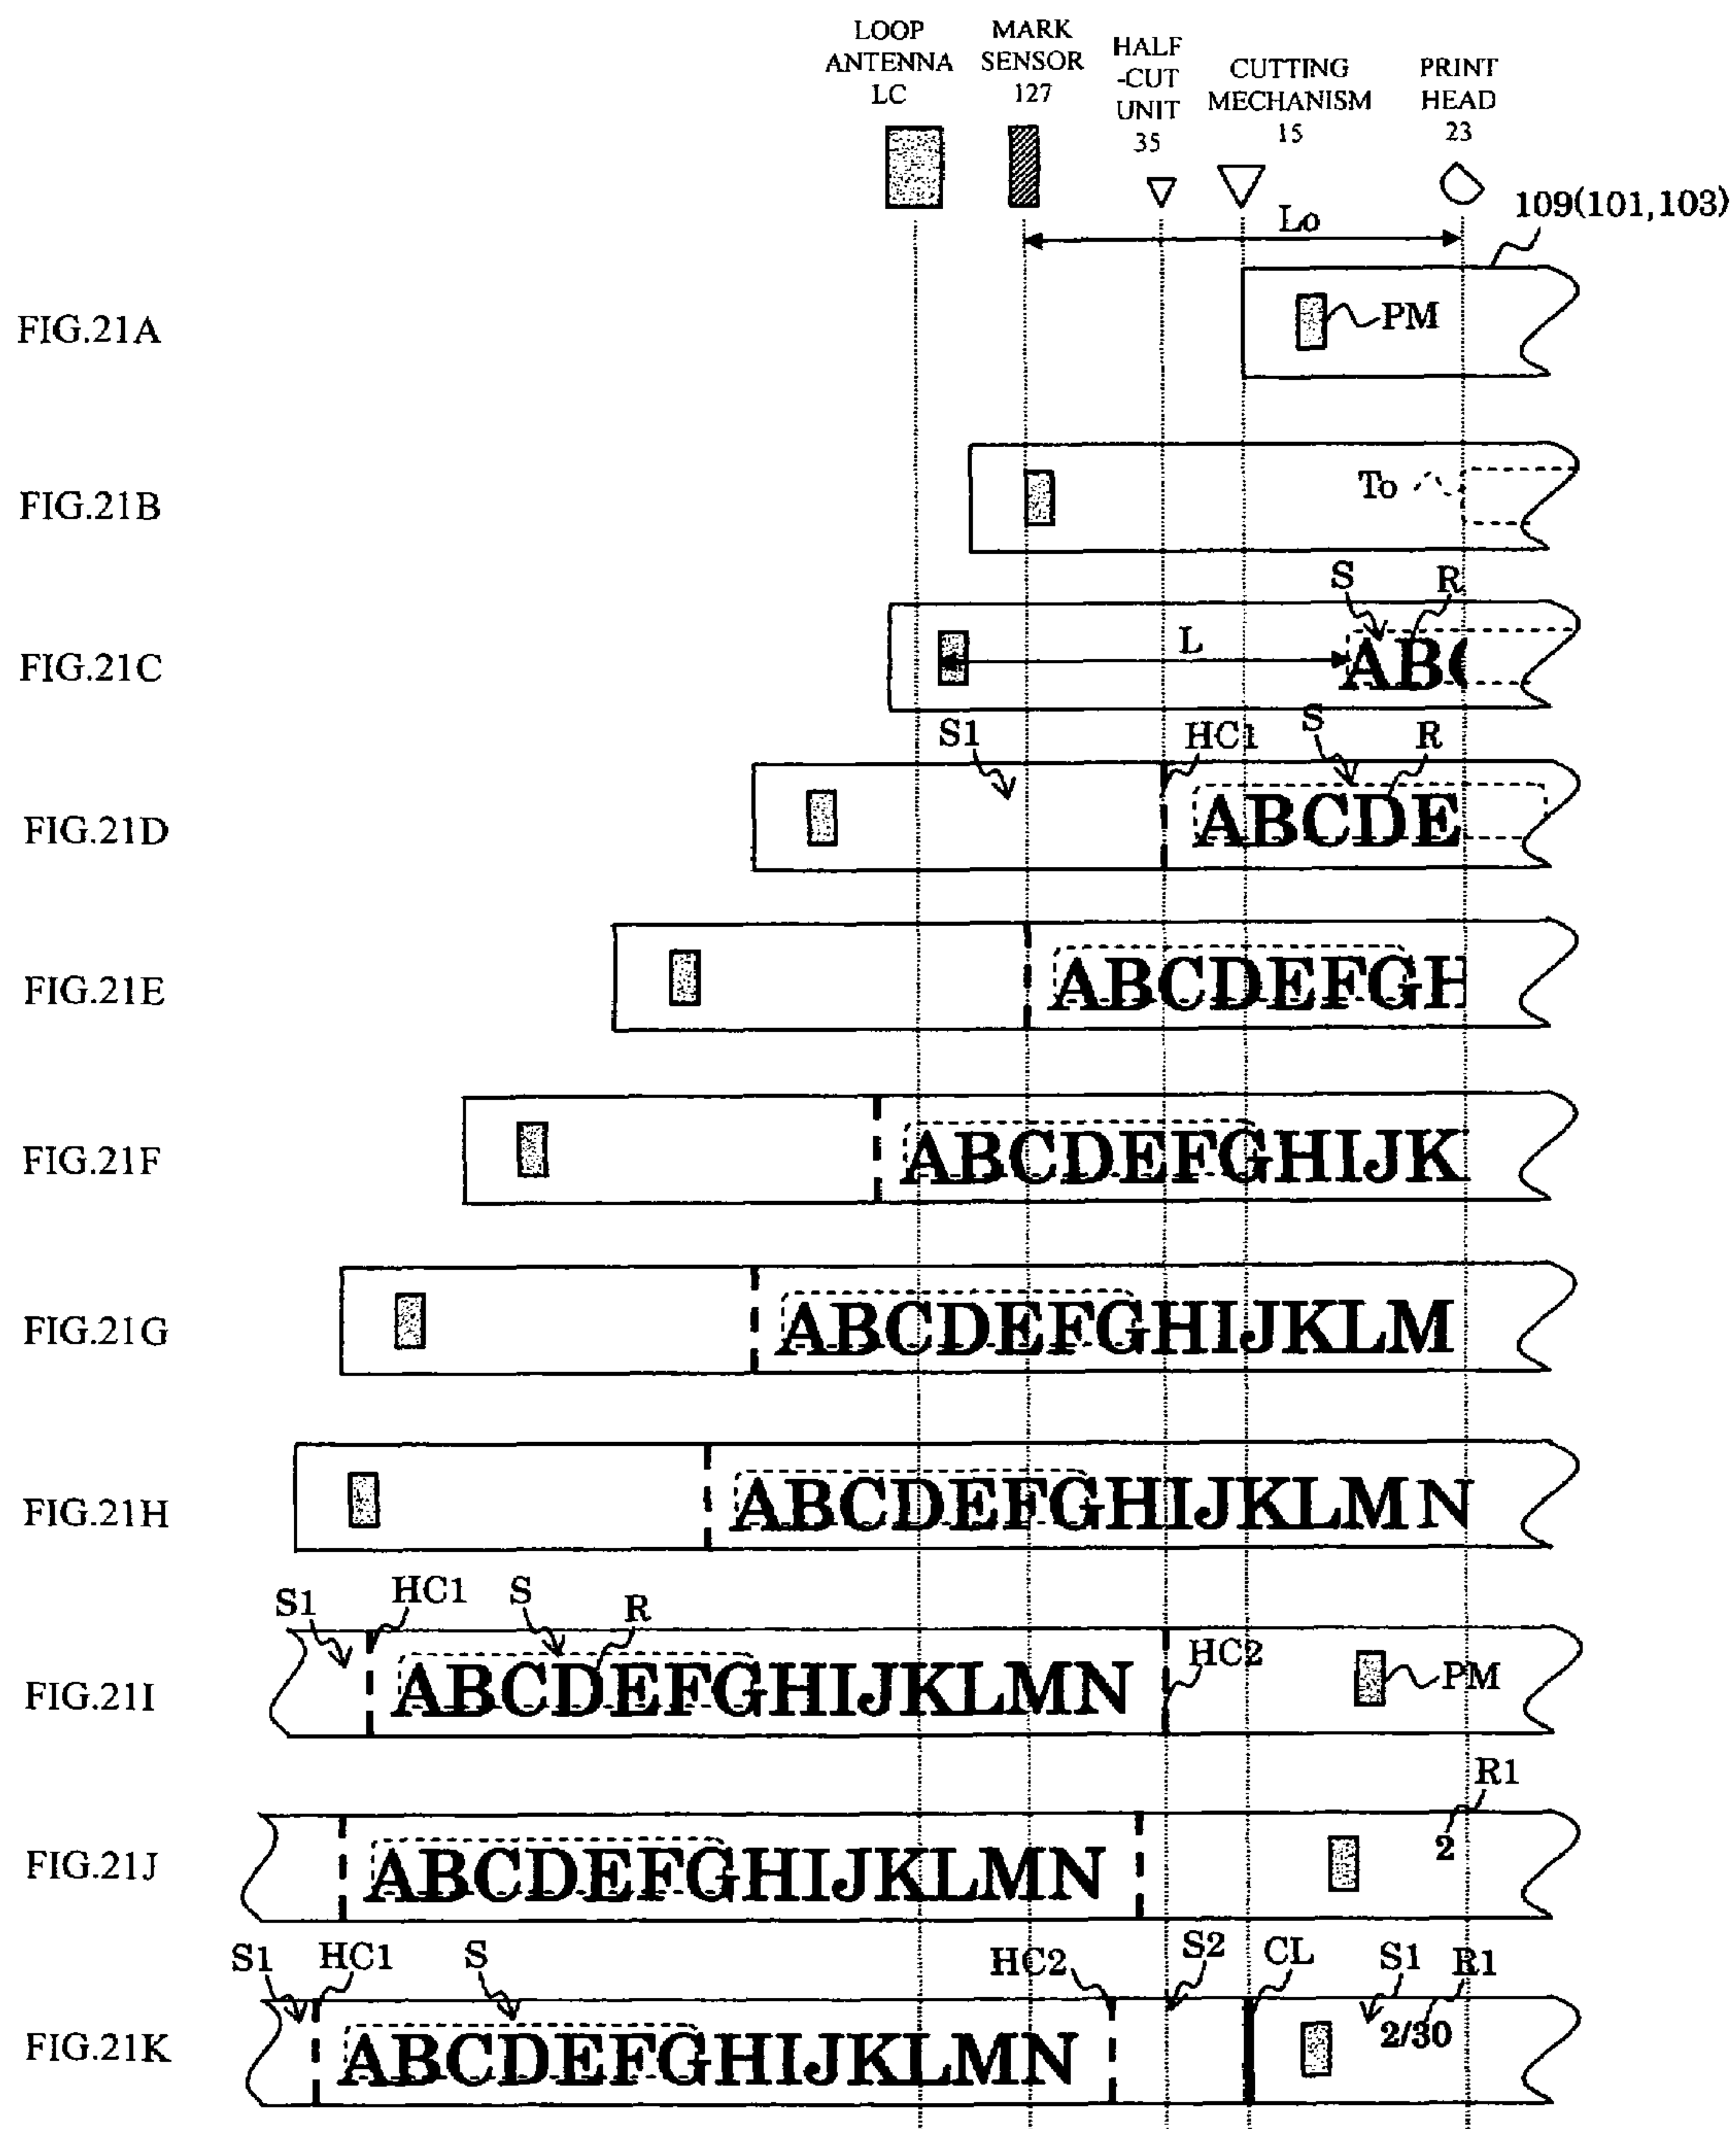 LOOP
ANTENNA
LC
MARK
SENSOR
127
HALF
-CUT
UNIT
35
CUTTING
MECHANISM
15
PRINT
HEAD
23
Lo
109(101,103)
FIG.21A
PM
FIG.21B
To
FIG.21C
L
S
R
ABC
FIG.21D
S1
HC1
S
R
ABCDE
FIG.21E
ABCDEFGH
FIG.21F
ABCDEFGHIJK
FIG.21G
ABCDEFGHIJKLM
FIG.21H
ABCDEFGHIJKLMN
FIG.21I
S1
HC1
S
R
ABCDEFGHIJKLMN
HC2
PM
FIG.21J
ABCDEFGHIJKLMN
R1
2
FIG.21K
S1
HC1
S
ABCDEFGHIJKLMN
HC2
S2
CL
S1
R1
2/30